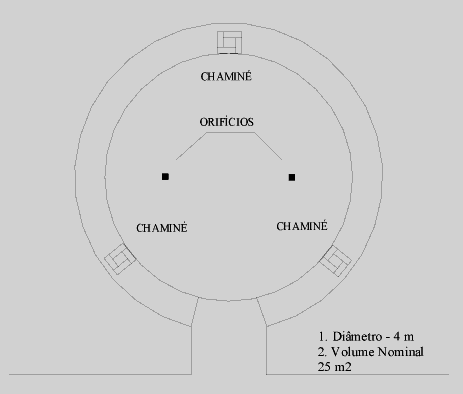 CHAMINÉ
ORIFÍCIOS
CHAMINÉ
CHAMINÉ
1. Diâmetro - 4 m
2. Volume Nominal
25 m2